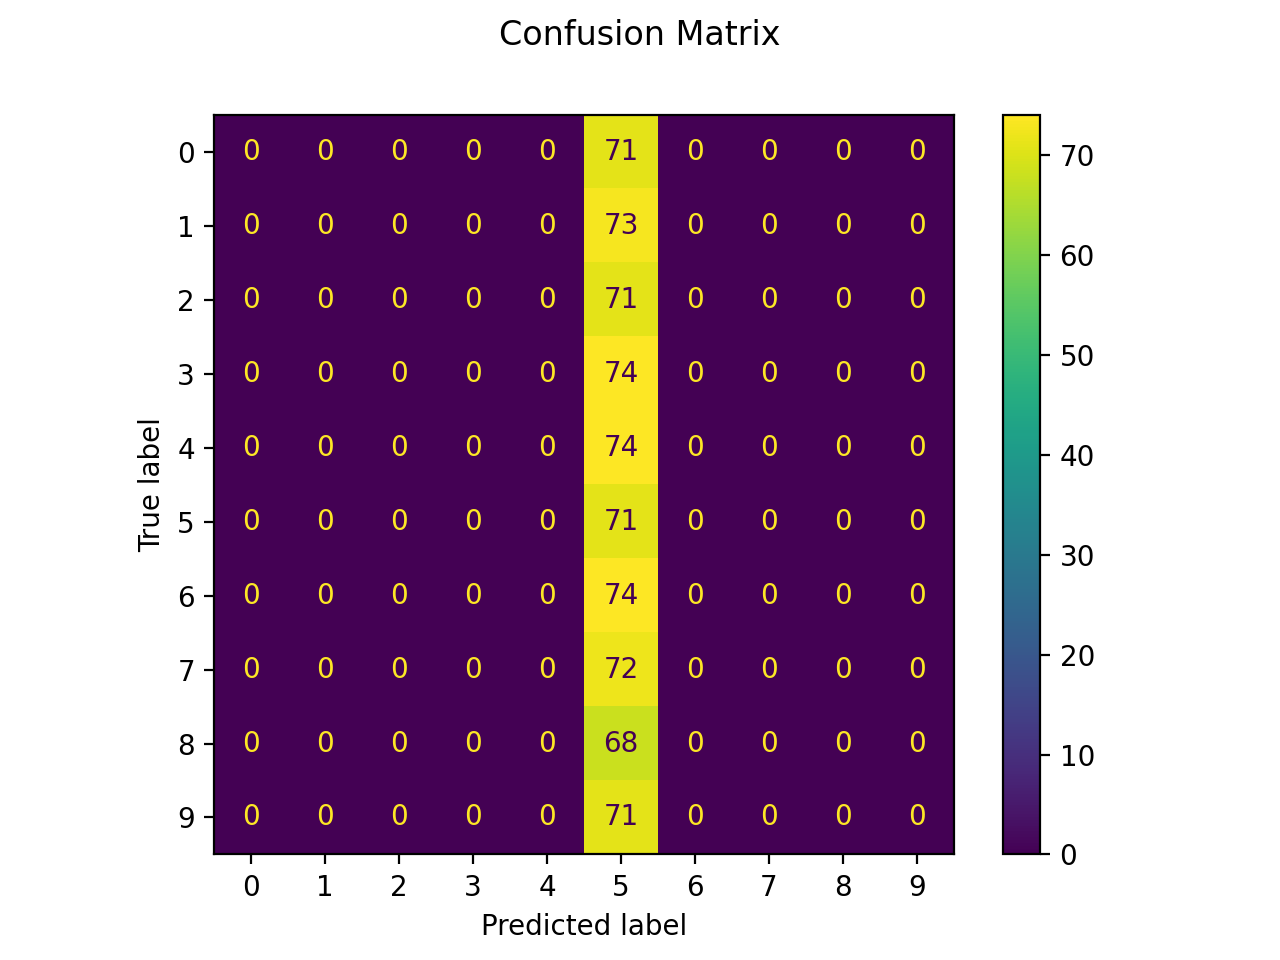 Confusion Matrix
0 0 0 0 0 0 71 0 0 0 0
1 0 0 0 0 0 73 0 0 0 0
2 0 0 0 0 0 71 0 0 0 0
3 0 0 0 0 0 74 0 0 0 0
4 0 0 0 0 0 74 0 0 0 0
5 0 0 0 0 0 71 0 0 0 0
6 0 0 0 0 0 74 0 0 0 0
7 0 0 0 0 0 72 0 0 0 0
8 0 0 0 0 0 68 0 0 0 0
9 0 0 0 0 0 71 0 0 0 0
0 1 2 3 4 5 6 7 8 9
Predicted label
True label
70
60
50
40
30
20
10
0